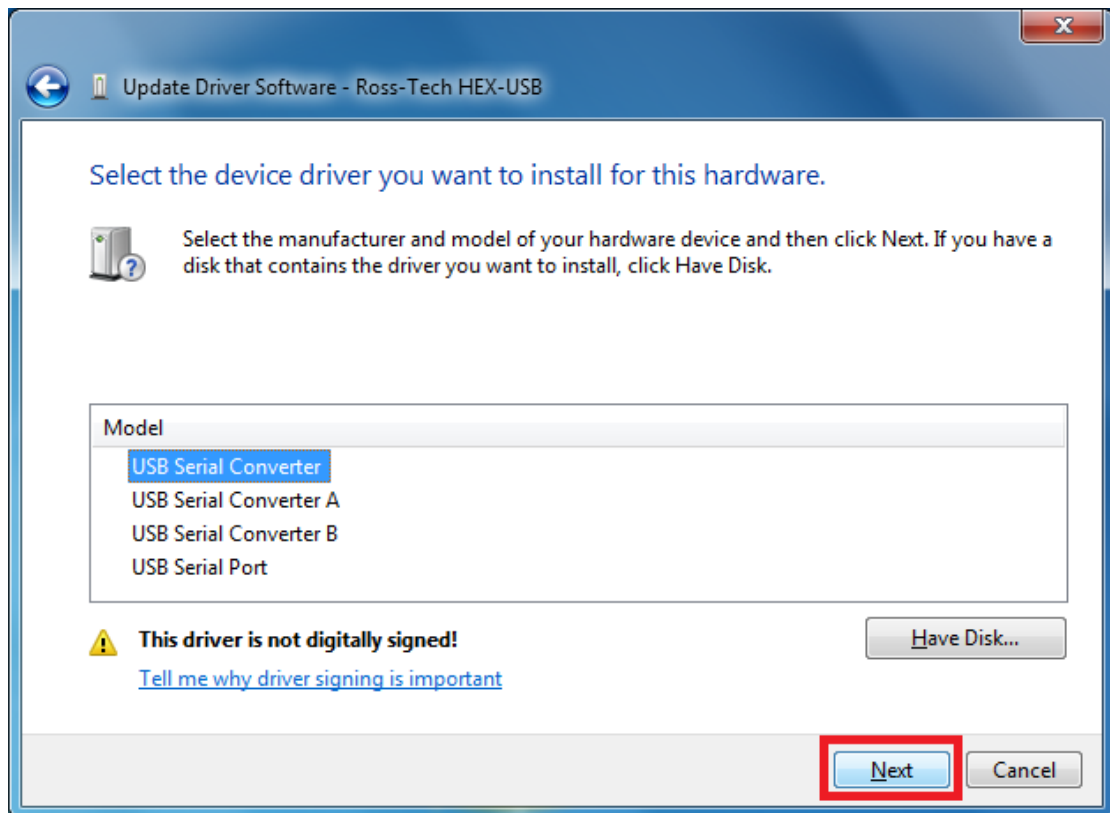 Update Driver Software - Ross-Tech HEX-USB
Select the device driver you want to install for this hardware.
Select the manufacturer and model of your hardware device and then click Next. If you have a
disk that contains the driver you want to install, click Have Disk.
Model
USB Serial Converter
USB Serial Converter A
USB Serial Converter B
USB Serial Port
This driver is not digitally signed!
Have Disk...
Tell me why driver signing is important
Next
Cancel